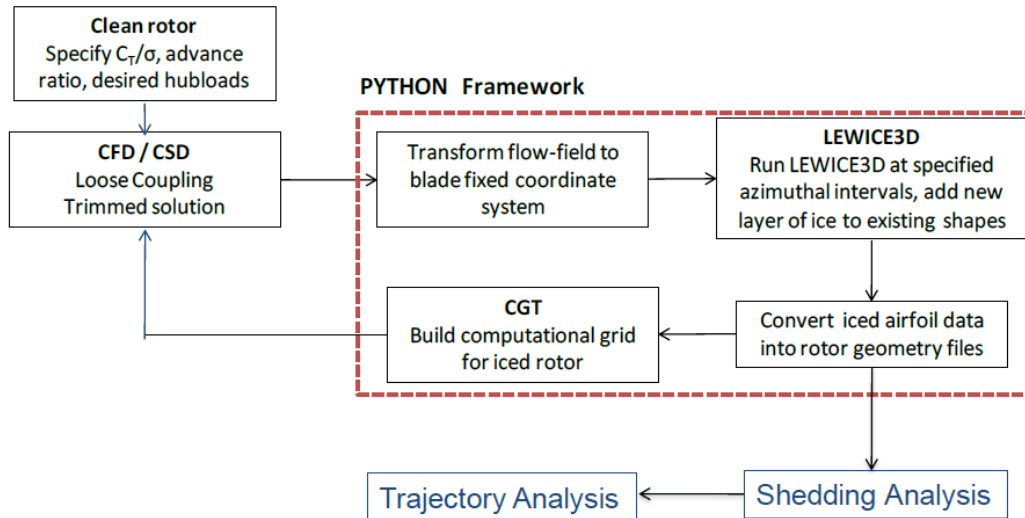 Clean rotor
Specify C_T/σ, advance
ratio, desired hubloads
PYTHON Framework
CFD / CSD
Loose Coupling
Trimmed solution
Transform flow-field to
blade fixed coordinate
system
LEWICE3D
Run LEWICE3D at specified
azimuthal intervals, add new
layer of ice to existing shapes
CGT
Build computational grid
for iced rotor
Convert iced airfoil data
into rotor geometry files
Trajectory Analysis
Shedding Analysis